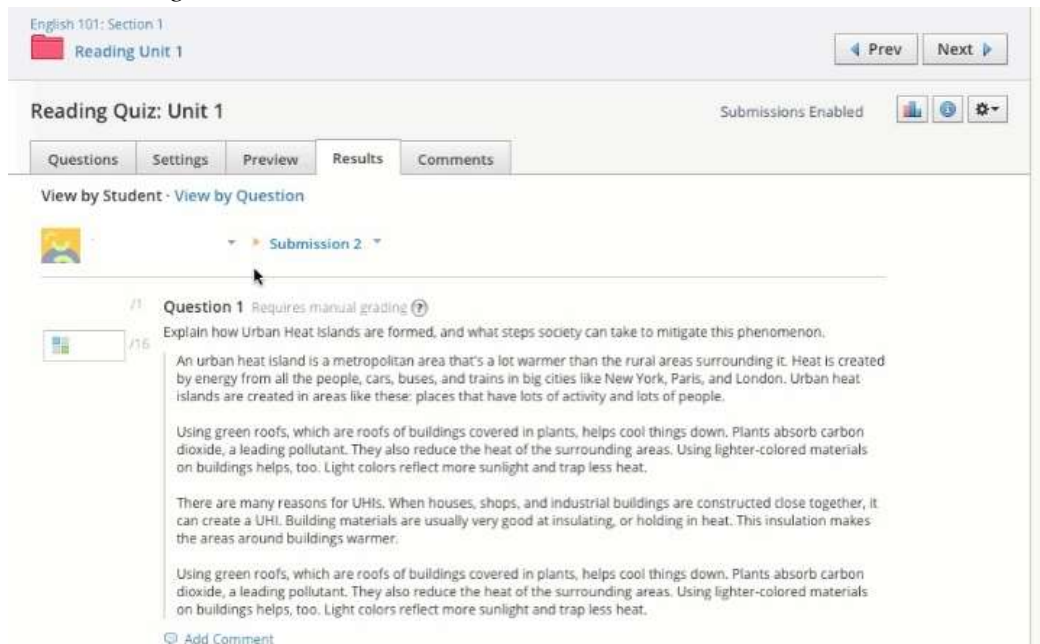 English 101: Section 1
Reading Unit 1
Prev Next
Reading Quiz: Unit 1
Submissions Enabled
Questions Settings Preview Results Comments
View by Student · View by Question
Submission 2
/1 Question 1 Requires manual grading ?
Explain how Urban Heat Islands are formed, and what steps society can take to mitigate this phenomenon.
/16
An urban heat island is a metropolitan area that's a lot warmer than the rural areas surrounding it. Heat is created
by energy from all the people, cars, buses, and trains in big cities like New York, Paris, and London. Urban heat
islands are created in areas like these: places that have lots of activity and lots of people.
Using green roofs, which are roofs of buildings covered in plants, helps cool things down. Plants absorb carbon
dioxide, a leading pollutant. They also reduce the heat of the surrounding areas. Using lighter-colored materials
on buildings helps, too. Light colors reflect more sunlight and trap less heat.
There are many reasons for UHIs. When houses, shops, and industrial buildings are constructed close together, it
can create a UHI. Building materials are usually very good at insulating, or holding in heat. This insulation makes
the areas around buildings warmer.
Using green roofs, which are roofs of buildings covered in plants, helps cool things down. Plants absorb carbon
dioxide, a leading pollutant. They also reduce the heat of the surrounding areas. Using lighter-colored materials
on buildings helps, too. Light colors reflect more sunlight and trap less heat.
Add Comment